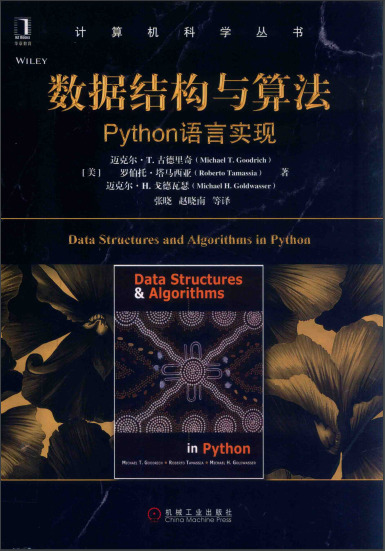 计算机科学丛书
华章教育
WILEY
数据结构与算法
Python语言实现
迈克尔·T. 古德里奇（Michael T. Goodrich）
［美］ 罗伯托·塔马西亚（Roberto Tamassia） 著
迈克尔·H. 戈德瓦瑟（Michael H. Goldwasser）
张晓 赵晓南 等译
Data Structures and Algorithms in Python
Data Structures
& Algorithms
in Python
MICHAEL T. GOODRICH • ROBERTO TAMASSIA • MICHAEL H. GOLDWASSER
机械工业出版社
China Machine Press